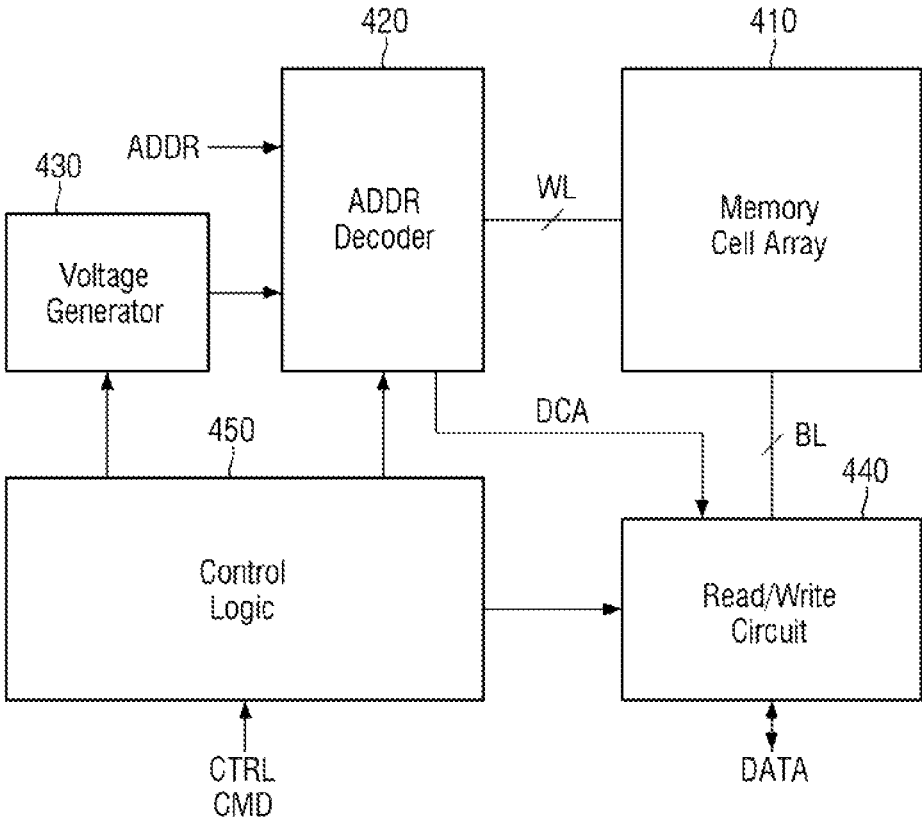 420
410
ADDR
430
ADDR
Decoder
WL
Memory
Cell Array
Voltage
Generator
DCA
BL
450
440
Control
Logic
Read/Write
Circuit
CTRL
CMD
DATA